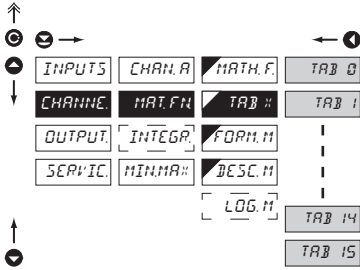 INPUTS CHAN. A MATH. F. TAB 0
CHANNE. MAT. FN. TAB X TAB 1
OUTPUT. INTEGR. FORM. M
SERVIC. MIN.MAX DESC. M
LOG. M TAB 14
TAB 15